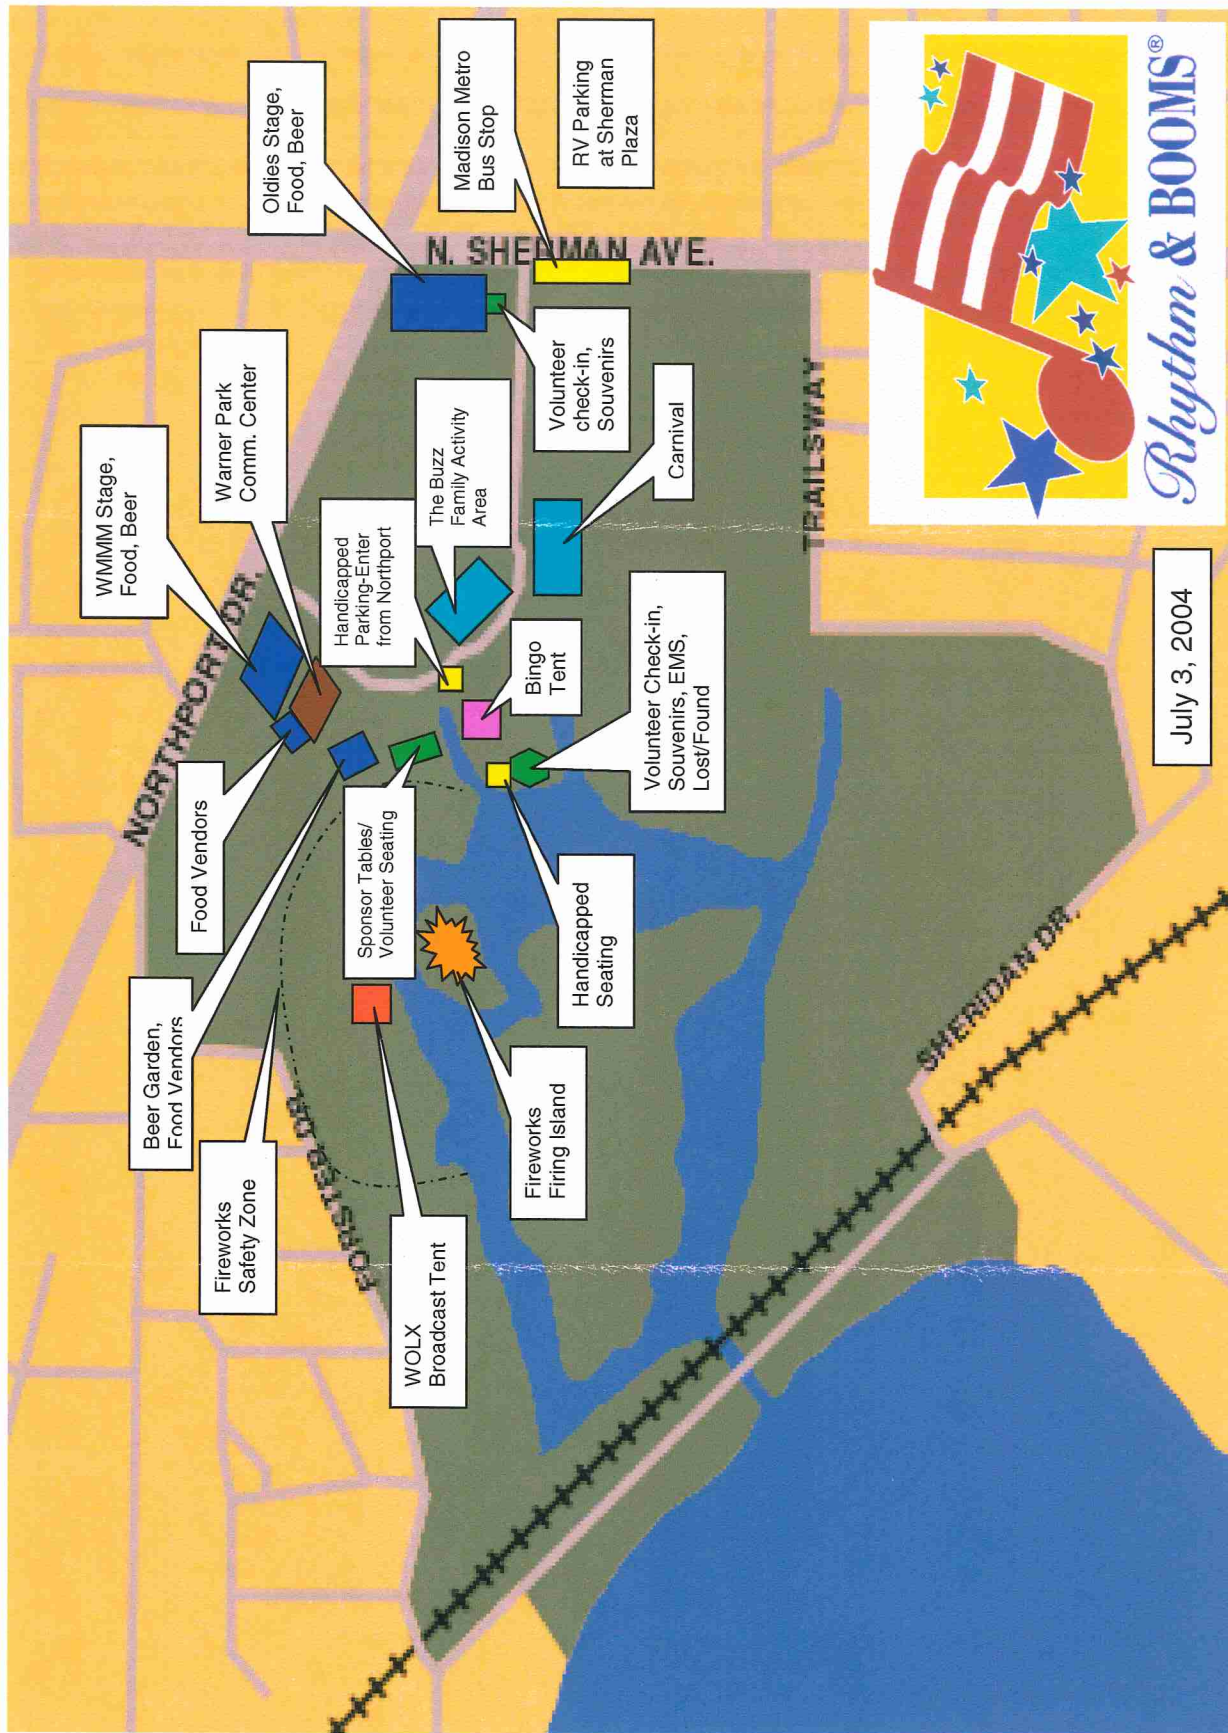 Oldies Stage,
Food, Beer
Madison Metro
Bus Stop
RV Parking
at Sherman
Plaza
N. SHERMAN AVE.
WMMM Stage,
Food, Beer
Warner Park
Comm. Center
Handicapped
Parking-Enter
from Northport
The Buzz
Family Activity
Area
Volunteer
check-in,
Souvenirs
Carnival
TRAILSWAY
NORTHPORT DR.
Food Vendors
Sponsor Tables/
Volunteer Seating
Bingo
Tent
Volunteer Check-in,
Souvenirs, EMS,
Lost/Found
Handicapped
Seating
Beer Garden,
Food Vendors
Fireworks
Safety Zone
Fireworks
Firing Island
WOLX
Broadcast Tent
FORSTER DR.
SHERIDAN DR.
July 3, 2004
Rhythm & BOOMS®